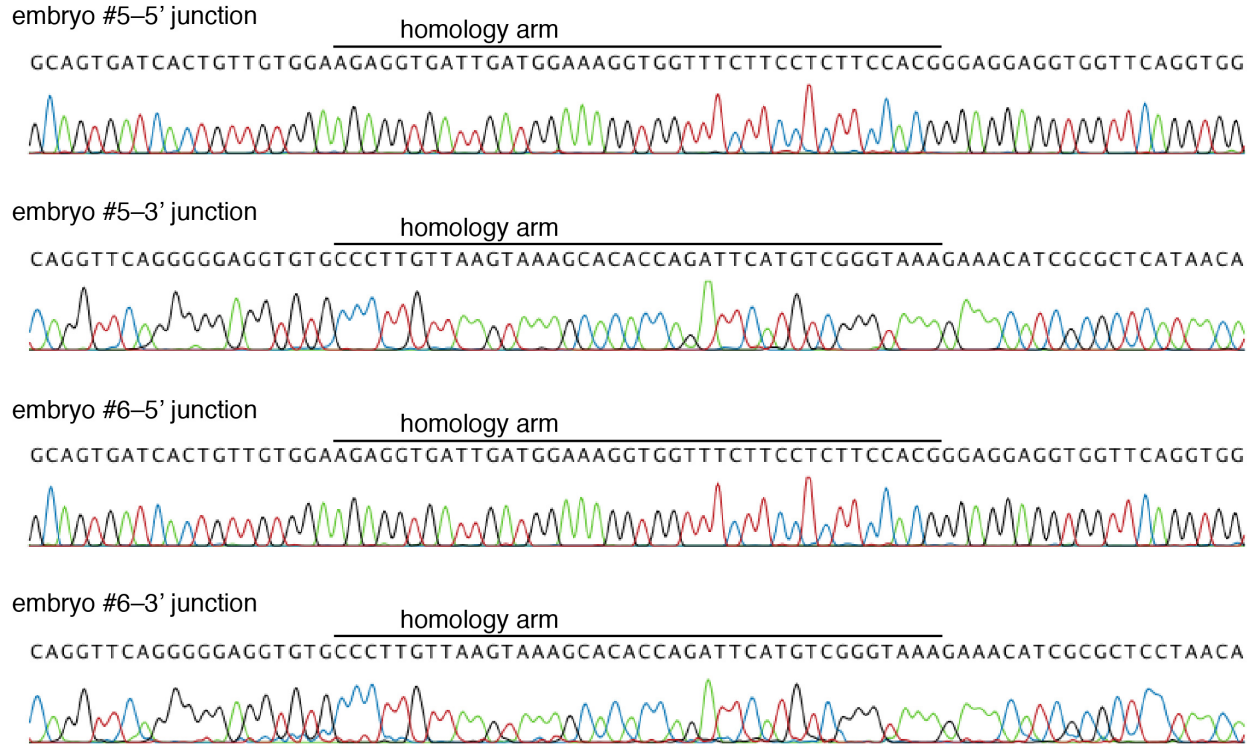 embryo #5–5’ junction
homology arm
GCAGTGATCACTGTTGTGGAAGAGGTGATTGATGGAAAGGTGGTTTCTTCCTCTTCCACGGGAGGAGGTGGTTCAGGTGG
embryo #5–3’ junction
homology arm
CAGGTTCAGGGGGAGGTGTGCCCTTGTTAAGTAAAGCACACCAGATTCATGTCGGGTAAAGAAACATCGCGCTCATAACA
embryo #6–5’ junction
homology arm
GCAGTGATCACTGTTGTGGAAGAGGTGATTGATGGAAAGGTGGTTTCTTCCTCTTCCACGGGAGGAGGTGGTTCAGGTGG
embryo #6–3’ junction
homology arm
CAGGTTCAGGGGGAGGTGTGCCCTTGTTAAGTAAAGCACACCAGATTCATGTCGGGTAAAGAAACATCGCGCTCCTAACA